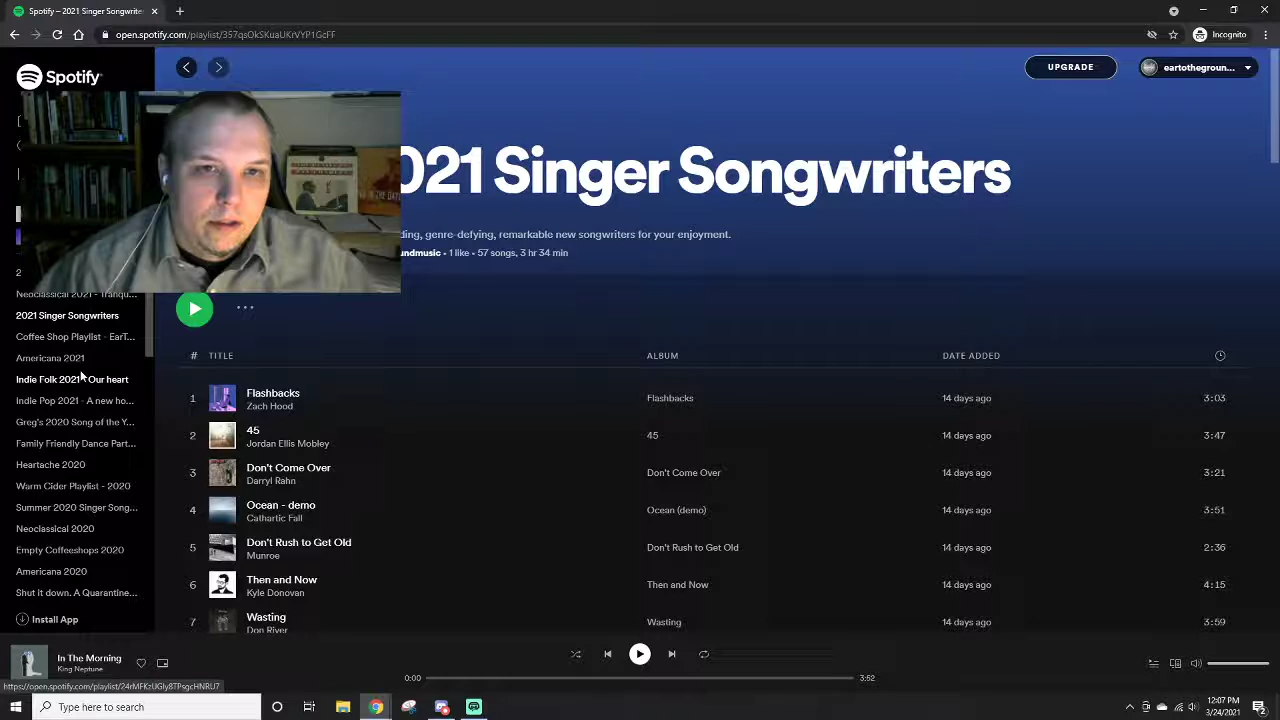 Spotify – 2021 Singer Songwrite
open.spotify.com/playlist/357qsOkSKuaUKrVYP1GcFF
Incognito
Spotify
UPGRADE
eartothegroun...
021 Singer Songwriters
ding, genre-defying, remarkable new songwriters for your enjoyment.
undmusic • 1 like • 57 songs, 3 hr 34 min
Neoclassical 2021 - Tranqu...
2021 Singer Songwriters
Coffee Shop Playlist - EarT...
Americana 2021
Indie Folk 2021 - Our heart
Indie Pop 2021 - A new ho...
Greg's 2020 Song of the Y...
Family Friendly Dance Part...
Heartache 2020
Warm Cider Playlist - 2020
Summer 2020 Singer Song...
Neoclassical 2020
Empty Coffeeshops 2020
Americana 2020
Shut it down. A Quarantine...
Install App
# TITLE ALBUM DATE ADDED
1 Flashbacks Flashbacks 14 days ago 3:03
Zach Hood
2 45 45 14 days ago 3:47
Jordan Ellis Mobley
3 Don't Come Over Don't Come Over 14 days ago 3:21
Darryl Rahn
4 Ocean - demo Ocean (demo) 14 days ago 3:51
Cathartic Fall
5 Don't Rush to Get Old Don't Rush to Get Old 14 days ago 2:36
Munroe
6 Then and Now Then and Now 14 days ago 4:15
Kyle Donovan
7 Wasting Wasting 14 days ago 3:59
Don River
In The Morning
King Neptune
0:00 3:52
https://open.spotify.com/playlist/24rMFKzUGly8TPsgcHNRU7
Type here to search
12:07 PM
3/24/2021